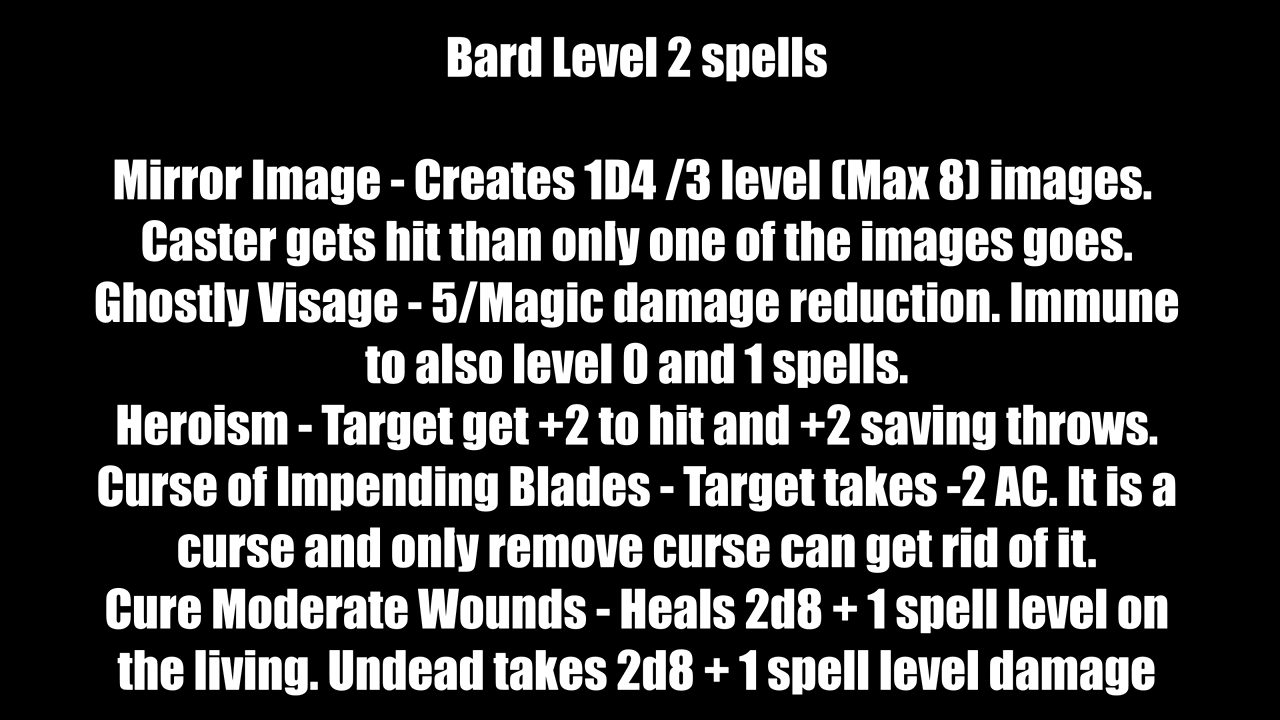 Bard Level 2 spells
Mirror Image - Creates 1D4 /3 level (Max 8) images.
Caster gets hit than only one of the images goes.
Ghostly Visage - 5/Magic damage reduction. Immune
to also level 0 and 1 spells.
Heroism - Target get +2 to hit and +2 saving throws.
Curse of Impending Blades - Target takes -2 AC. It is a
curse and only remove curse can get rid of it.
Cure Moderate Wounds - Heals 2d8 + 1 spell level on
the living. Undead takes 2d8 + 1 spell level damage